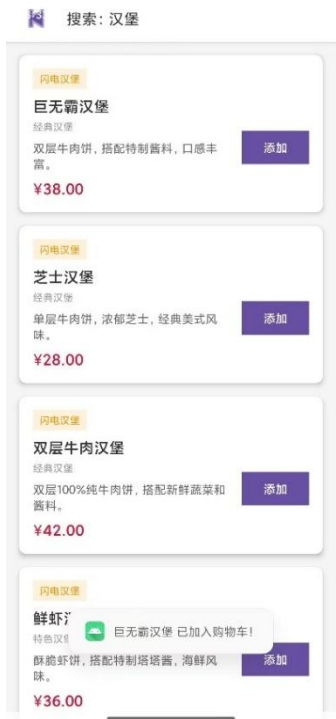 搜索: 汉堡
闪电汉堡
巨无霸汉堡
经典汉堡
双层牛肉饼，搭配特制酱料，口感丰
富。
添加
¥38.00
闪电汉堡
芝士汉堡
经典汉堡
单层牛肉饼，浓郁芝士，经典美式风
味。
添加
¥28.00
闪电汉堡
双层牛肉汉堡
经典汉堡
双层100%纯牛肉饼，搭配新鲜蔬菜和
酱料。
添加
¥42.00
闪电汉堡
鲜虾
特色汉
巨无霸汉堡 已加入购物车!
酥脆虾饼，搭配特制塔塔酱，海鲜风
味。
添加
¥36.00